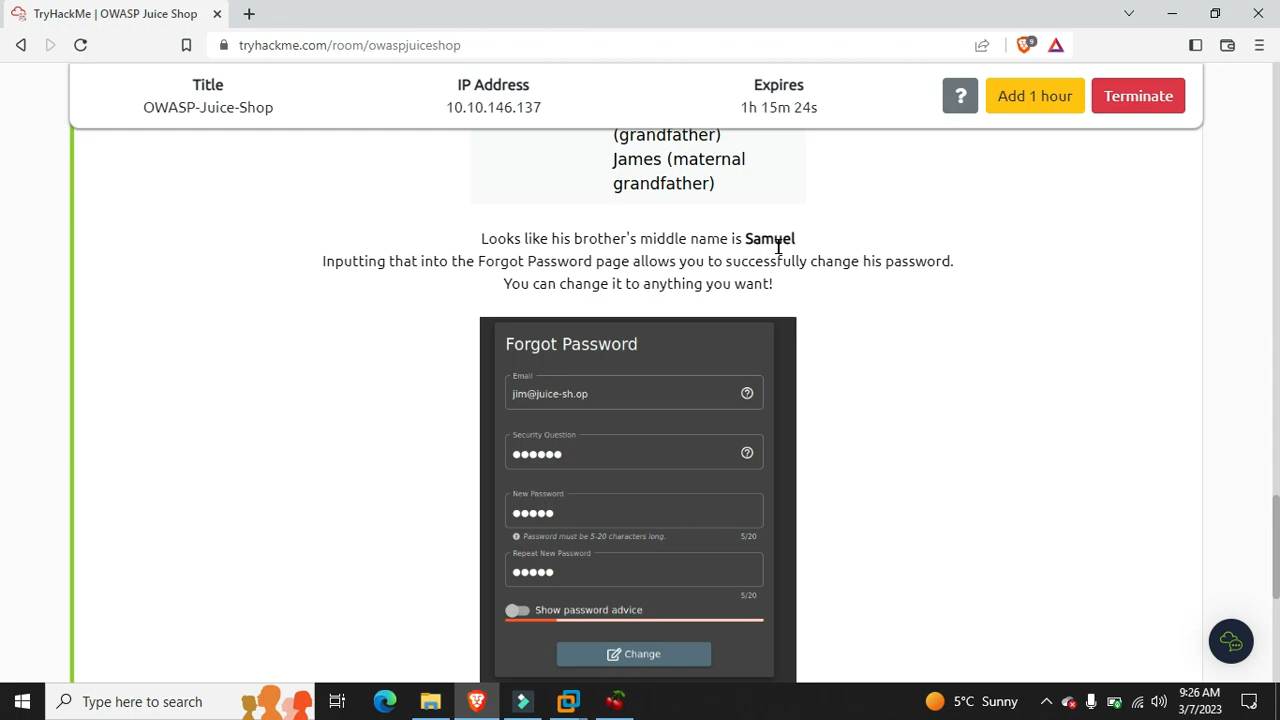 TryHackMe | OWASP Juice Shop
tryhackme.com/room/owaspjuiceshop
9
Title
IP Address
Expires
OWASP-Juice-Shop
10.10.146.137
1h 15m 24s
?
Add 1 hour
Terminate
(grandfather)
James (maternal
grandfather)
Looks like his brother's middle name is Samuel
Inputting that into the Forgot Password page allows you to successfully change his password.
You can change it to anything you want!
Forgot Password
Email
jim@juice-sh.op
Security Question
New Password
Password must be 5-20 characters long.
5/20
Repeat New Password
5/20
Show password advice
Change
Type here to search
5°C Sunny
9:26 AM
3/7/2023